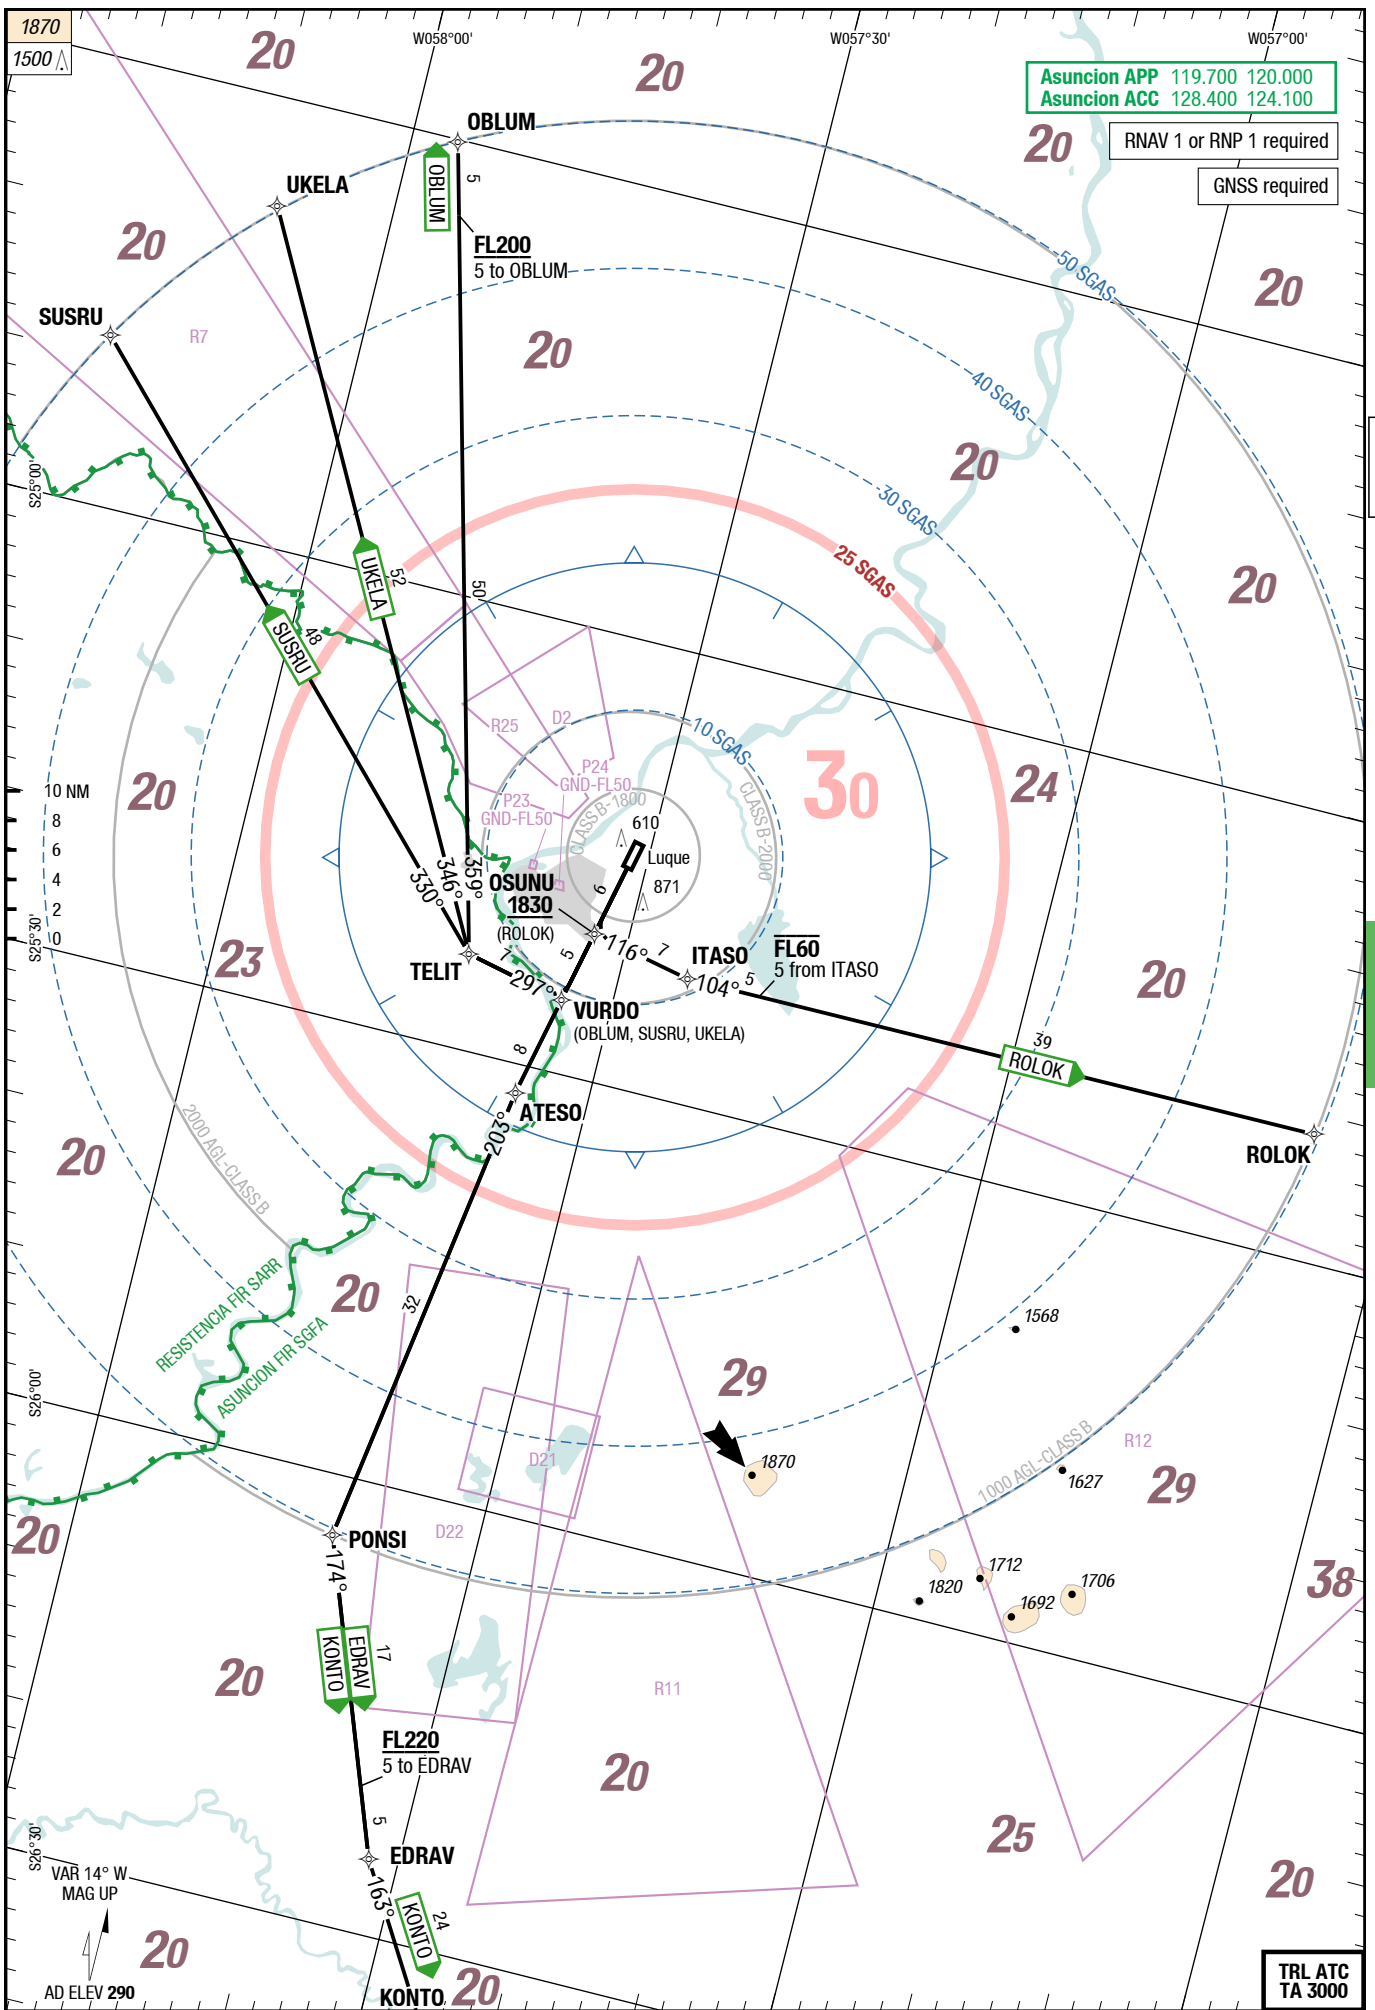 1870
1500
W058°00'
W057°30'
W057°00'
20
20
Asuncion APP 119.700 120.000
Asuncion ACC 128.400 124.100
RNAV 1 or RNP 1 required
GNSS required
20
OBLUM
5
OBLUM
UKELA
20
FL200
5 to OBLUM
50 SGAS
20
SUSRU
R7
20
40 SGAS
20
S25°00'
30 SGAS
25 SGAS
20
UKELA
52
50
SUSRU
48
R25
D2
10 SGAS
P24
GND-FL50
P23
GND-FL50
CLASS B-1800
CLASS B-2000
30
24
20
10 NM
8
6
4
2
0
S25°30'
610
Luque
871
330°
346°
359°
OSUNU
1830
(ROLOK)
6
116°
7
ITASO
FL60
5 from ITASO
104°
5
TELIT
7
297°
5
VURDO
(OBLUM, SUSRU, UKELA)
23
20
39
ROLOK
ROLOK
8
ATESO
203°
2000 AGL-CLASS B
20
RESISTENCIA FIR SARR
ASUNCION FIR SGFA
20
32
1568
29
S26°00'
1870
D21
1000 AGL-CLASS B
R12
1627
29
20
PONSI
D22
174°
1712
1820
1692
1706
38
KONTO
EDRAV
17
20
R11
FL220
5 to EDRAV
20
5
25
S26°30'
EDRAV
VAR 14° W
MAG UP
163°
KONTO
24
20
20
AD ELEV 290
KONTO
20
TRL ATC
TA 3000